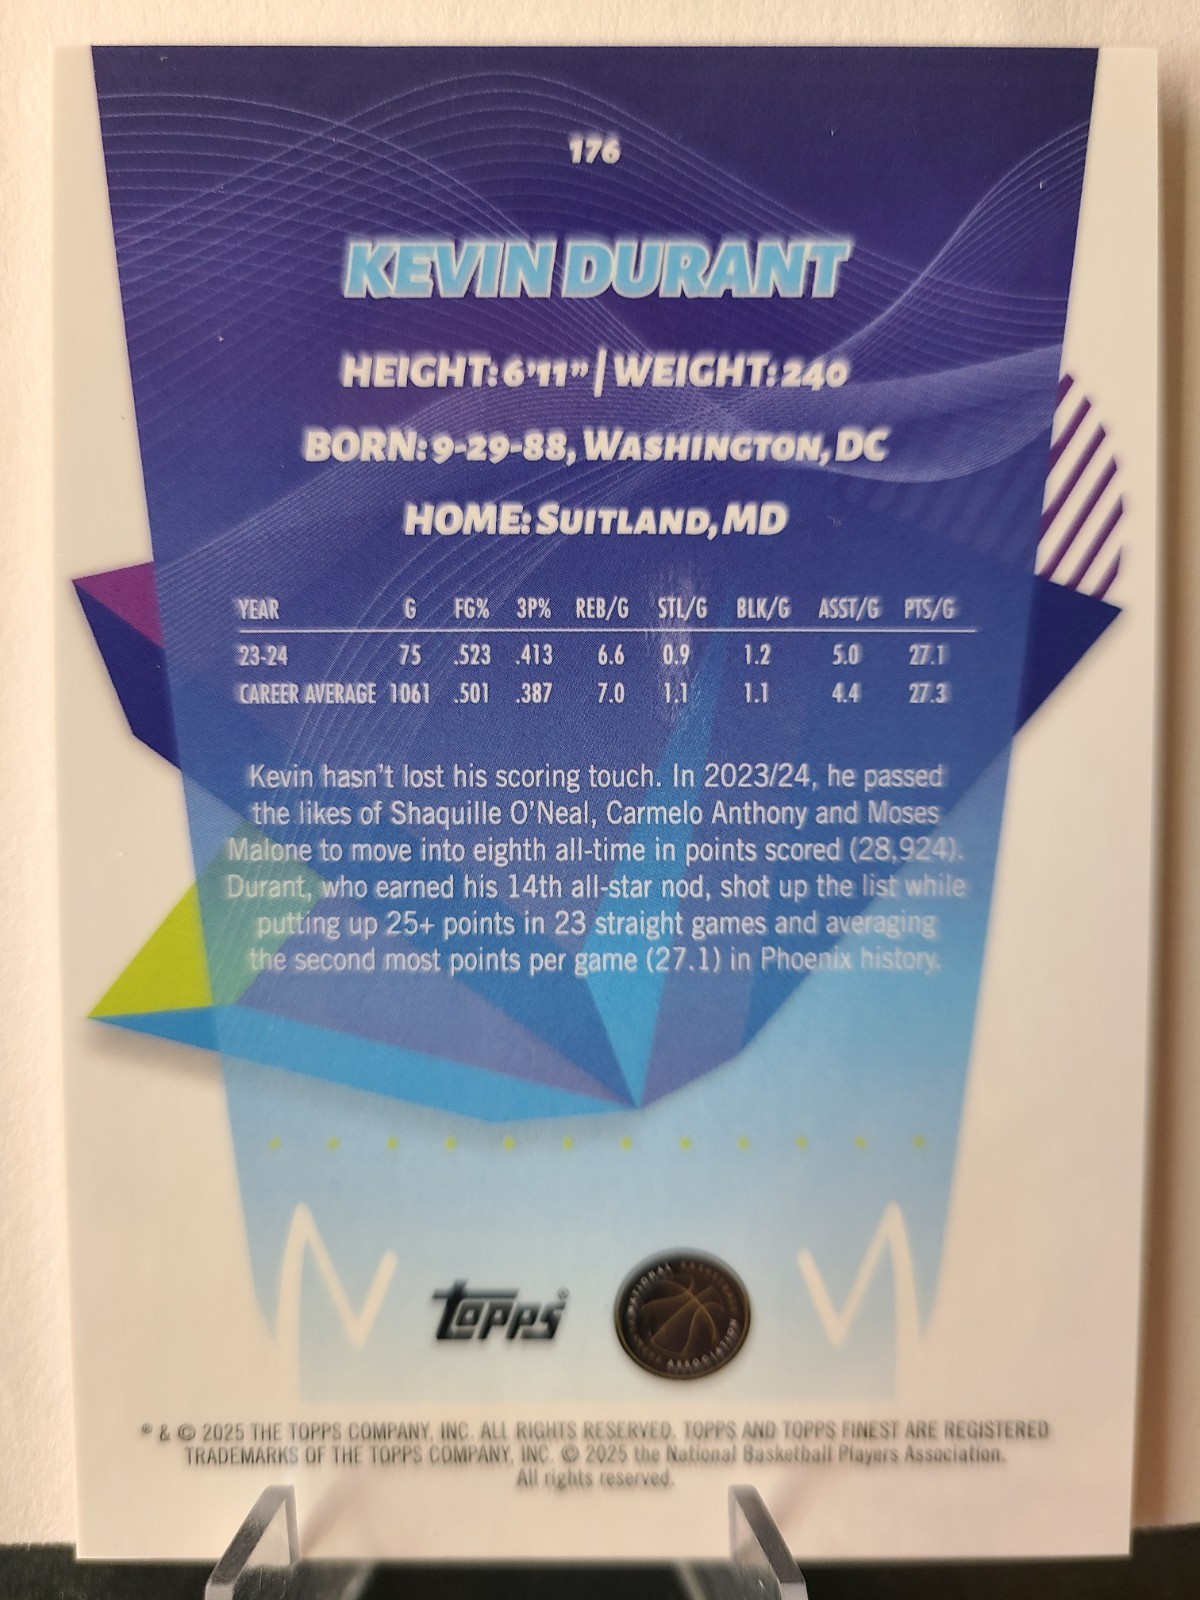 176
KEVIN DURANT
HEIGHT: 6'11" | WEIGHT: 240
BORN: 9-29-88, WASHINGTON, DC
HOME: SUITLAND, MD
YEAR G FG% 3P% REB/G STL/G BLK/G ASST/G PTS/G
23-24 75 .523 .413 6.6 0.9 1.2 5.0 27.1
CAREER AVERAGE 1061 .501 .387 7.0 1.1 1.1 4.4 27.3
Kevin hasn't lost his scoring touch. In 2023/24, he passed
the likes of Shaquille O'Neal, Carmelo Anthony and Moses
Malone to move into eighth all-time in points scored (28,924).
Durant, who earned his 14th all-star nod, shot up the list while
putting up 25+ points in 23 straight games and averaging
the second most points per game (27.1) in Phoenix history.
topps
NATIONAL BASKETBALL PLAYERS ASSOCIATION
® & © 2025 THE TOPPS COMPANY, INC. ALL RIGHTS RESERVED. TOPPS AND TOPPS FINEST ARE REGISTERED
TRADEMARKS OF THE TOPPS COMPANY, INC. © 2025 the National Basketball Players Association.
All rights reserved.